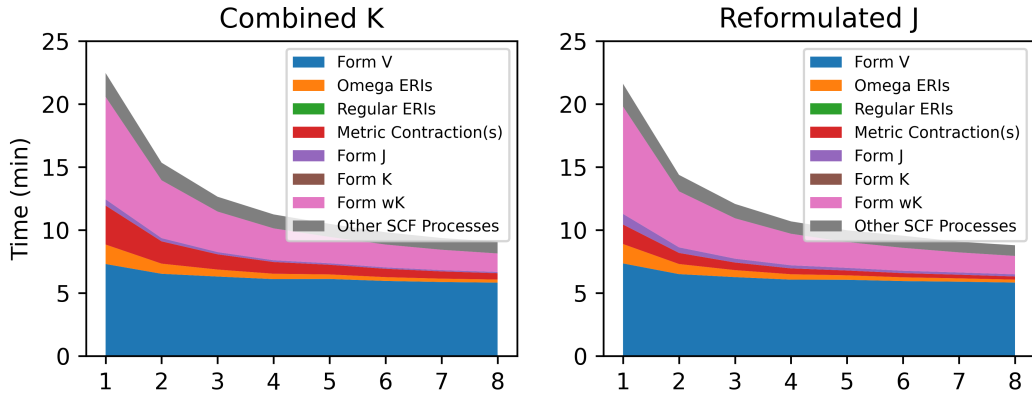 Combined K
Time (min)
25
20
15
10
5
0
1 2 3 4 5 6 7 8
Form V
Omega ERIs
Regular ERIs
Metric Contraction(s)
Form J
Form K
Form wK
Other SCF Processes
Reformulated J
25
20
15
10
5
0
1 2 3 4 5 6 7 8
Form V
Omega ERIs
Regular ERIs
Metric Contraction(s)
Form J
Form K
Form wK
Other SCF Processes